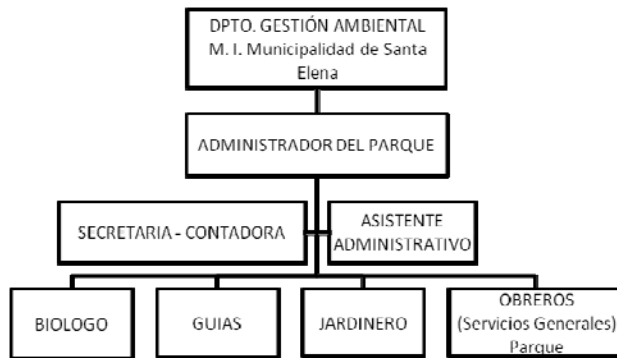 DPTO. GESTIÓN AMBIENTAL
M. I. Municipalidad de Santa
Elena
ADMINISTRADOR DEL PARQUE
SECRETARIA - CONTADORA
ASISTENTE
ADMINISTRATIVO
BIOLOGO
GUIAS
JARDINERO
OBREROS
(Servicios Generales)
Parque